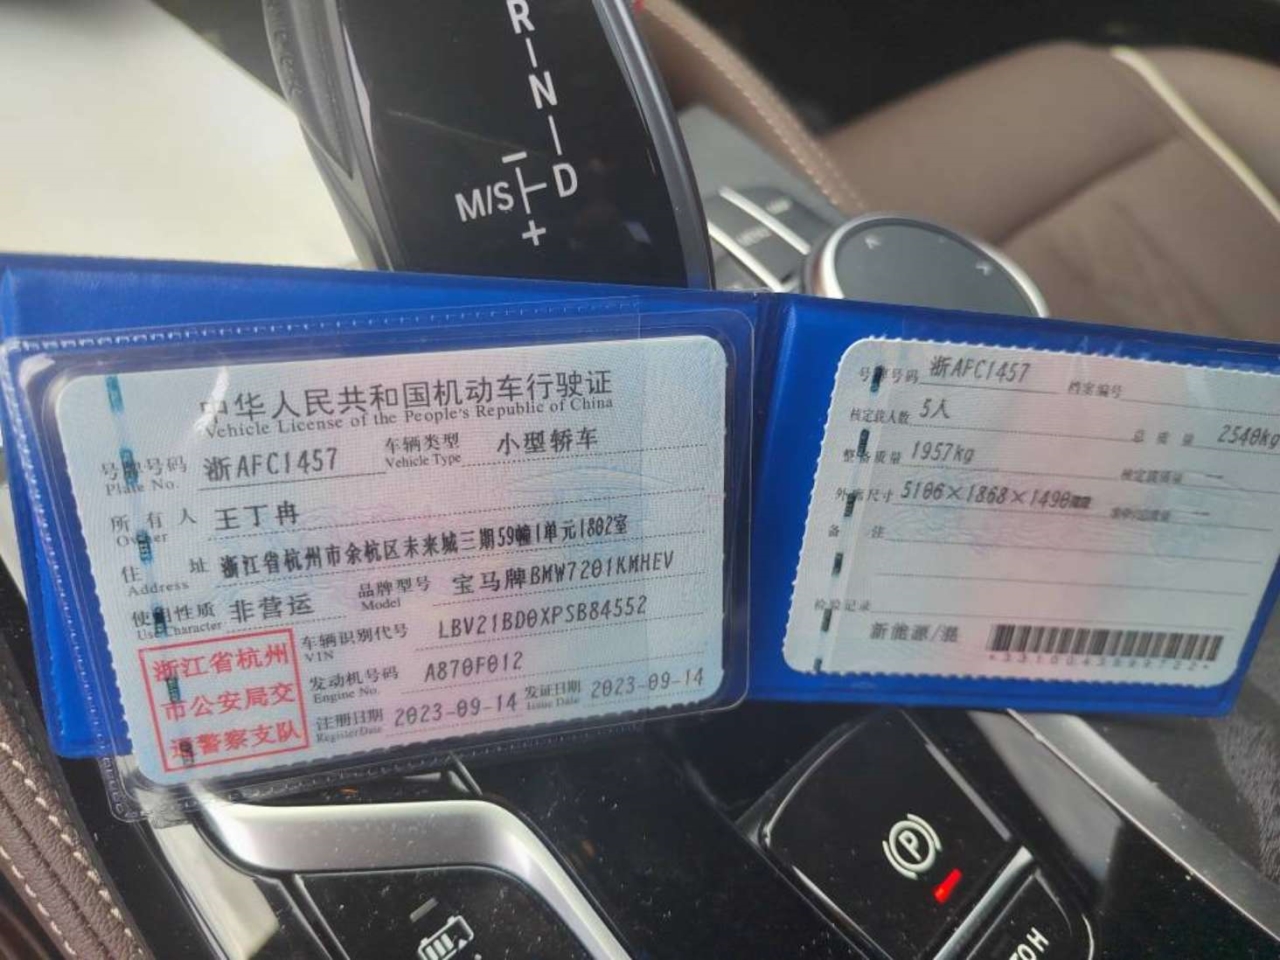 R
N
M/S
D
+
中华人民共和国机动车行驶证
Vehicle License of the People's Republic of China
号牌号码 浙AFC1457 车辆类型 小型轿车
Plate No. Vehicle Type
所有人 王丁冉
Owner
住址 浙江省杭州市余杭区未来城三期59幢1单元1802室
Address
使用性质 非营运 品牌型号 宝马牌BMW7201KMHEV
Use Character Model
车辆识别代号 LBV21BD0XPSB84552
VIN
发动机号码 A870F012
Engine No.
注册日期 2023-09-14 发证日期 2023-09-14
Register Date Issue Date
浙江省杭州
市公安局交
通警察支队
号牌号码 浙AFC1457 档案编号
核定载人数 5人 总质量 2540kg
整备质量 1957kg 核定载质量 —
外廓尺寸 5106×1868×1490 —
备注
检验记录
新能源/混
P